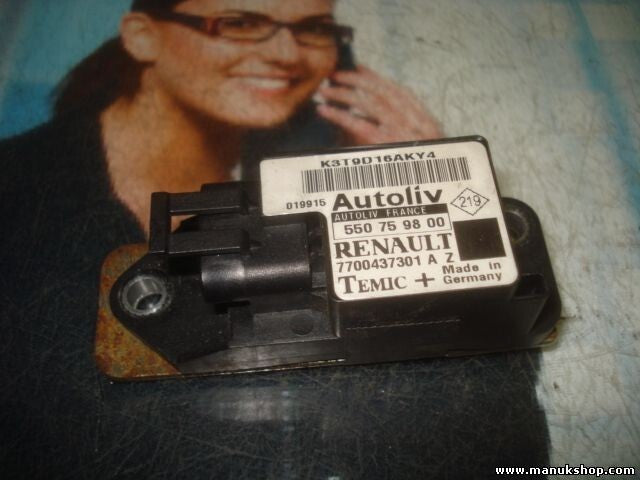 K3T9D16AKY4
019915
Autoliv
AUTOLIV FRANCE
550 75 98 00
219
RENAULT
7700437301 A Z
TEMIC + Made in Germany
www.manukshop.com